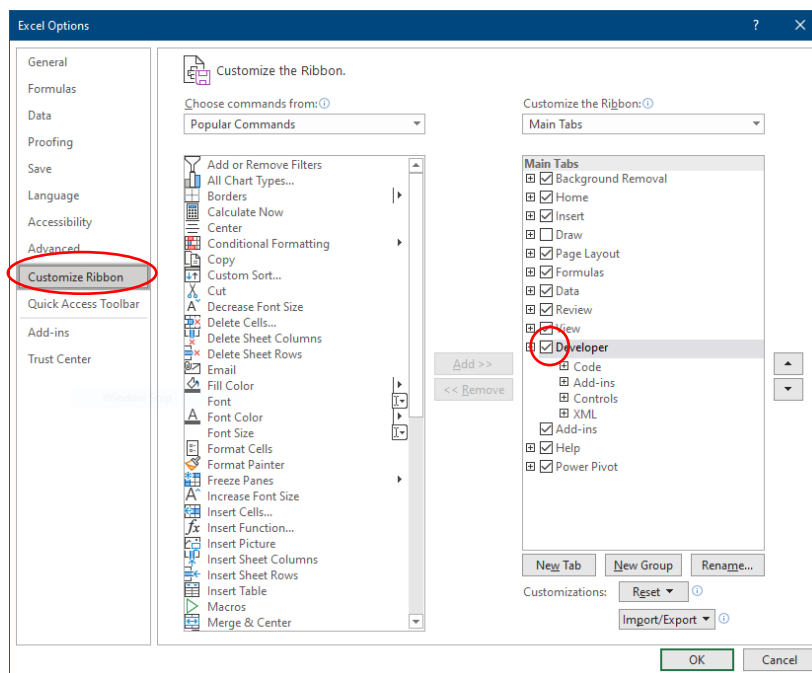 Excel Options
?
General
Formulas
Data
Proofing
Save
Language
Accessibility
Advanced
Customize Ribbon
Quick Access Toolbar
Add-ins
Trust Center
Customize the Ribbon.
Choose commands from:
Popular Commands
Add or Remove Filters
All Chart Types...
Borders
Calculate Now
Center
Conditional Formatting
Copy
Custom Sort...
Cut
Decrease Font Size
Delete Cells...
Delete Sheet Columns
Delete Sheet Rows
Email
Fill Color
Font
Font Color
Font Size
Format Cells
Format Painter
Freeze Panes
Increase Font Size
Insert Cells...
Insert Function...
Insert Picture
Insert Sheet Columns
Insert Sheet Rows
Insert Table
Macros
Merge & Center
Add >>
<< Remove
Customize the Ribbon:
Main Tabs
Main Tabs
Background Removal
Home
Insert
Draw
Page Layout
Formulas
Data
Review
View
Developer
Code
Add-ins
Controls
XML
Add-ins
Help
Power Pivot
New Tab
New Group
Rename...
Customizations:
Reset
Import/Export
OK
Cancel